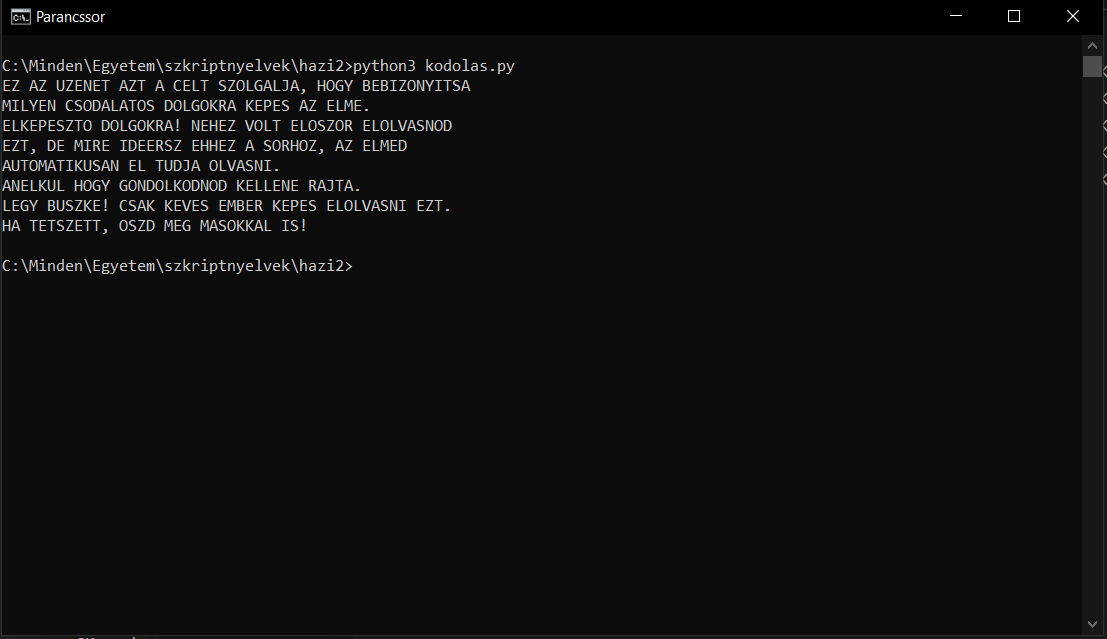 Parancssor
C:\Minden\Egyetem\szkriptnyelvek\hazi2>python3 kodolas.py
EZ AZ UZENET AZT A CELT SZOLGALJA, HOGY BEBIZONYITSA
MILYEN CSODALATOS DOLGOKRA KEPES AZ ELME.
ELKEPESZTO DOLGOKRA! NEHEZ VOLT ELOSZOR ELOLVASNOD
EZT, DE MIRE IDEERSZ EHHEZ A SORHOZ, AZ ELMED
AUTOMATIKUSAN EL TUDJA OLVASNI.
ANELKUL HOGY GONDOLKODNOD KELLENE RAJTA.
LEGY BUSZKE! CSAK KEVES EMBER KEPES ELOLVASNI EZT.
HA TETSZETT, OSZD MEG MASOKKAL IS!
C:\Minden\Egyetem\szkriptnyelvek\hazi2>